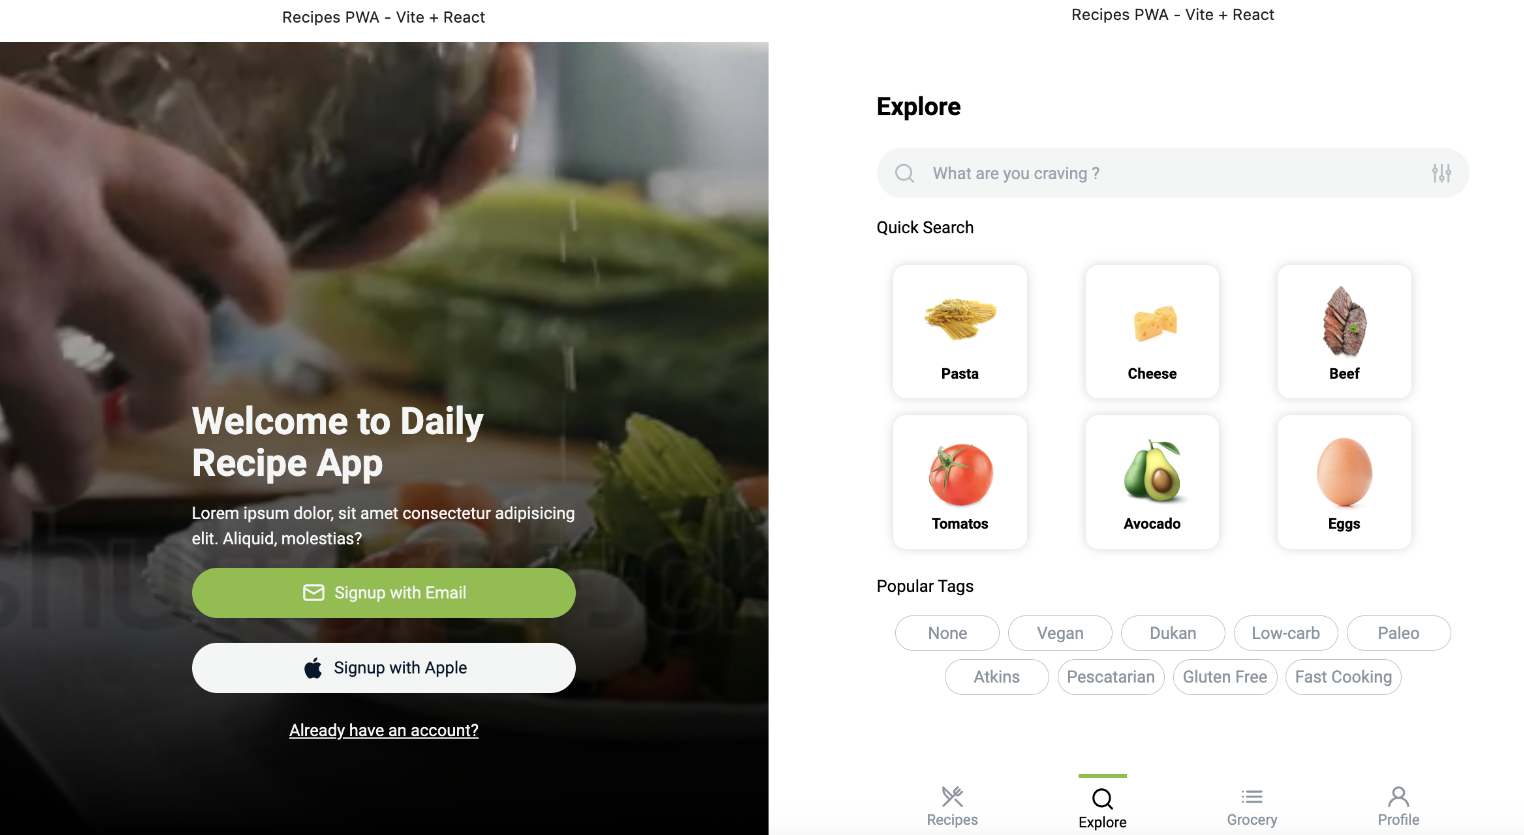 Recipes PWA - Vite + React
Welcome to Daily
Recipe App
Lorem ipsum dolor, sit amet consectetur adipisicing
elit. Aliquid, molestias?
Signup with Email
Signup with Apple
Already have an account?
Recipes PWA - Vite + React
Explore
What are you craving ?
Quick Search
Pasta
Cheese
Beef
Tomatos
Avocado
Eggs
Popular Tags
None
Vegan
Dukan
Low-carb
Paleo
Atkins
Pescatarian
Gluten Free
Fast Cooking
Recipes
Explore
Grocery
Profile